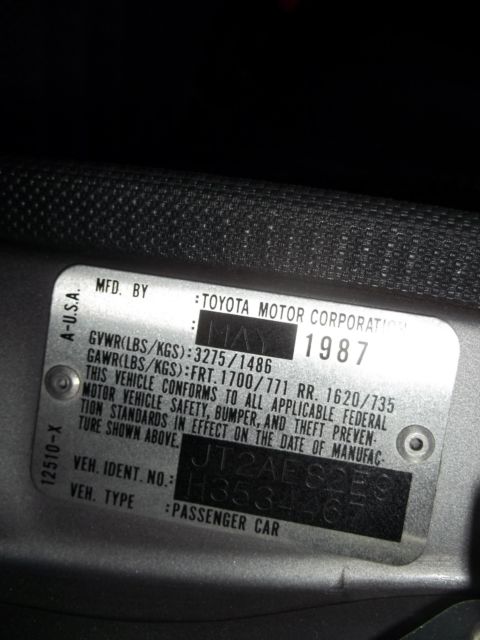 A-U.S.A.
MFD. BY :TOYOTA MOTOR CORPORATION
: MAY 1987
GVWR(LBS/KGS):3275/1486
GAWR(LBS/KGS):FRT. 1700/771 RR. 1620/735
THIS VEHICLE CONFORMS TO ALL APPLICABLE FEDERAL
MOTOR VEHICLE SAFETY, BUMPER, AND THEFT PREVEN-
TION STANDARDS IN EFFECT ON THE DATE OF MANUFAC-
TURE SHOWN ABOVE.
VEH. IDENT. NO.:
VEH. TYPE :PASSENGER CAR
12510-X